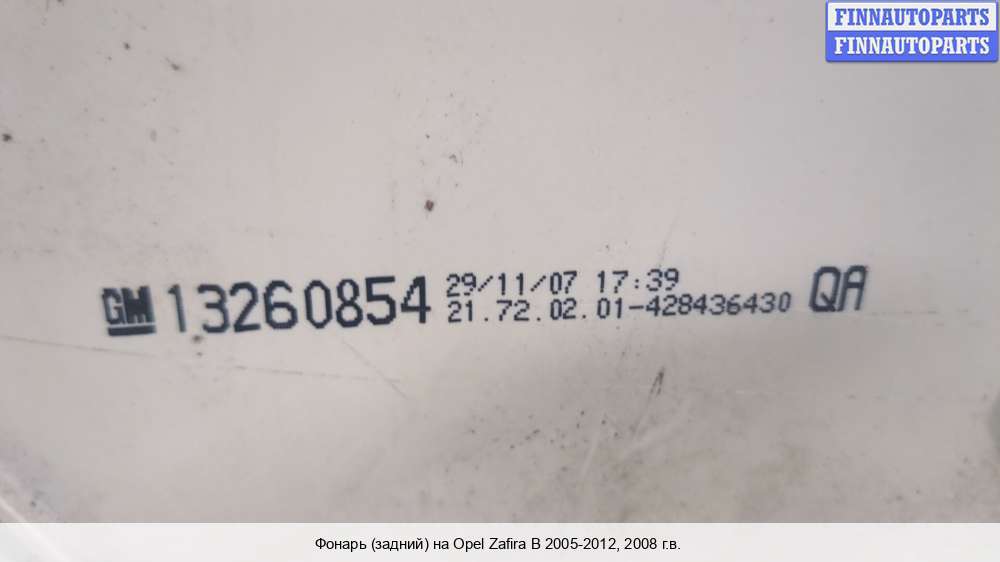 FINNAUTOPARTS
FINNAUTOPARTS
GM 13260854
29/11/07 17:39
21.72.02.01-428436430
QA
Фонарь (задний) на Opel Zafira B 2005-2012, 2008 г.в.